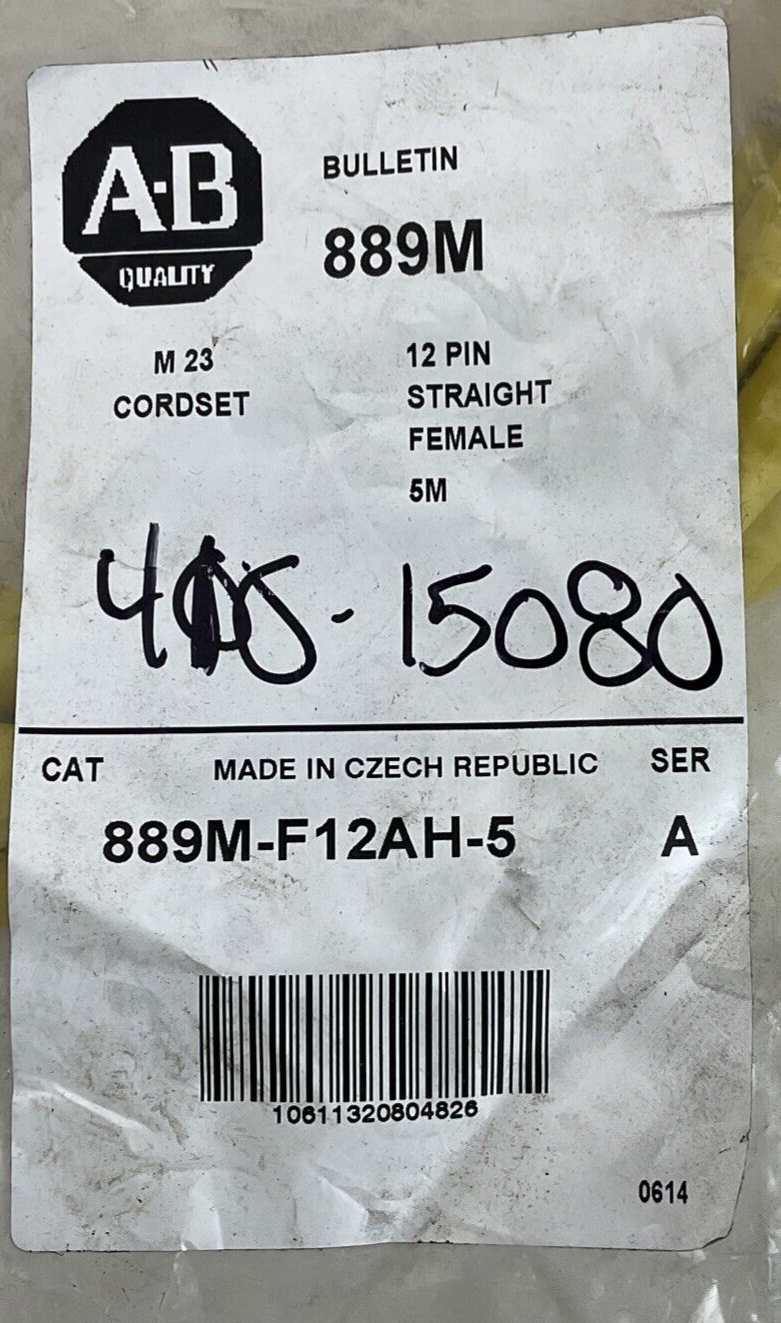 A-B
QUALITY
BULLETIN
889M
M 23
CORDSET
12 PIN
STRAIGHT
FEMALE
5M
15080
CAT
MADE IN CZECH REPUBLIC
SER
889M-F12AH-5
A
10611320804826
0614